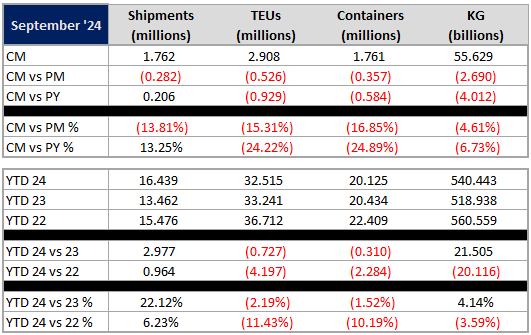 September '24 Shipments (millions) TEUs (millions) Containers (millions) KG (billions)
CM 1.762 2.908 1.761 55.629
CM vs PM (0.282) (0.526) (0.357) (2.690)
CM vs PY 0.206 (0.929) (0.584) (4.012)
CM vs PM % (13.81%) (15.31%) (16.85%) (4.61%)
CM vs PY % 13.25% (24.22%) (24.89%) (6.73%)
YTD 24 16.439 32.515 20.125 540.443
YTD 23 13.462 33.241 20.434 518.938
YTD 22 15.476 36.712 22.409 560.559
YTD 24 vs 23 2.977 (0.727) (0.310) 21.505
YTD 24 vs 22 0.964 (4.197) (2.284) (20.116)
YTD 24 vs 23 % 22.12% (2.19%) (1.52%) 4.14%
YTD 24 vs 22 % 6.23% (11.43%) (10.19%) (3.59%)